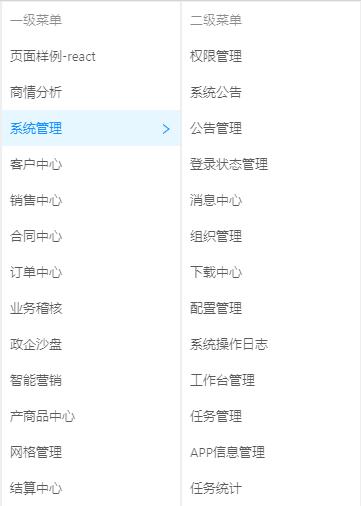 一级菜单
页面样例-react
商情分析
系统管理
客户中心
销售中心
合同中心
订单中心
业务稽核
政企沙盘
智能营销
产商品中心
网格管理
结算中心
二级菜单
权限管理
系统公告
公告管理
登录状态管理
消息中心
组织管理
下载中心
配置管理
系统操作日志
工作台管理
任务管理
APP信息管理
任务统计